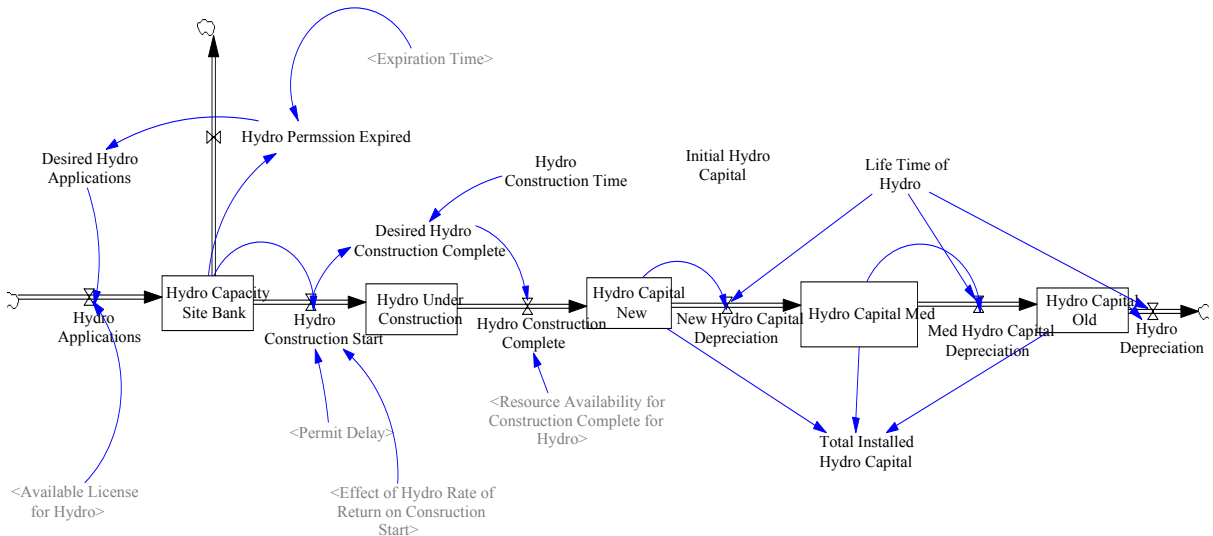 <Expiration Time>
Hydro Permssion Expired
Desired Hydro
Applications
Hydro
Construction Time
Initial Hydro
Capital
Life Time of
Hydro
Desired Hydro
Construction Complete
Hydro Capacity
Site Bank
Hydro Under
Construction
Hydro Capital
New
Hydro Capital Med
Hydro Capital
Old
Hydro
Applications
Hydro
Construction Start
Hydro Construction
Complete
New Hydro Capital
Depreciation
Med Hydro Capital
Depreciation
Hydro
Depreciation
<Permit Delay>
<Resource Availability for
Construction Complete for
Hydro>
Total Installed
Hydro Capital
<Available License
for Hydro>
<Effect of Hydro Rate of
Return on Consruction
Start>